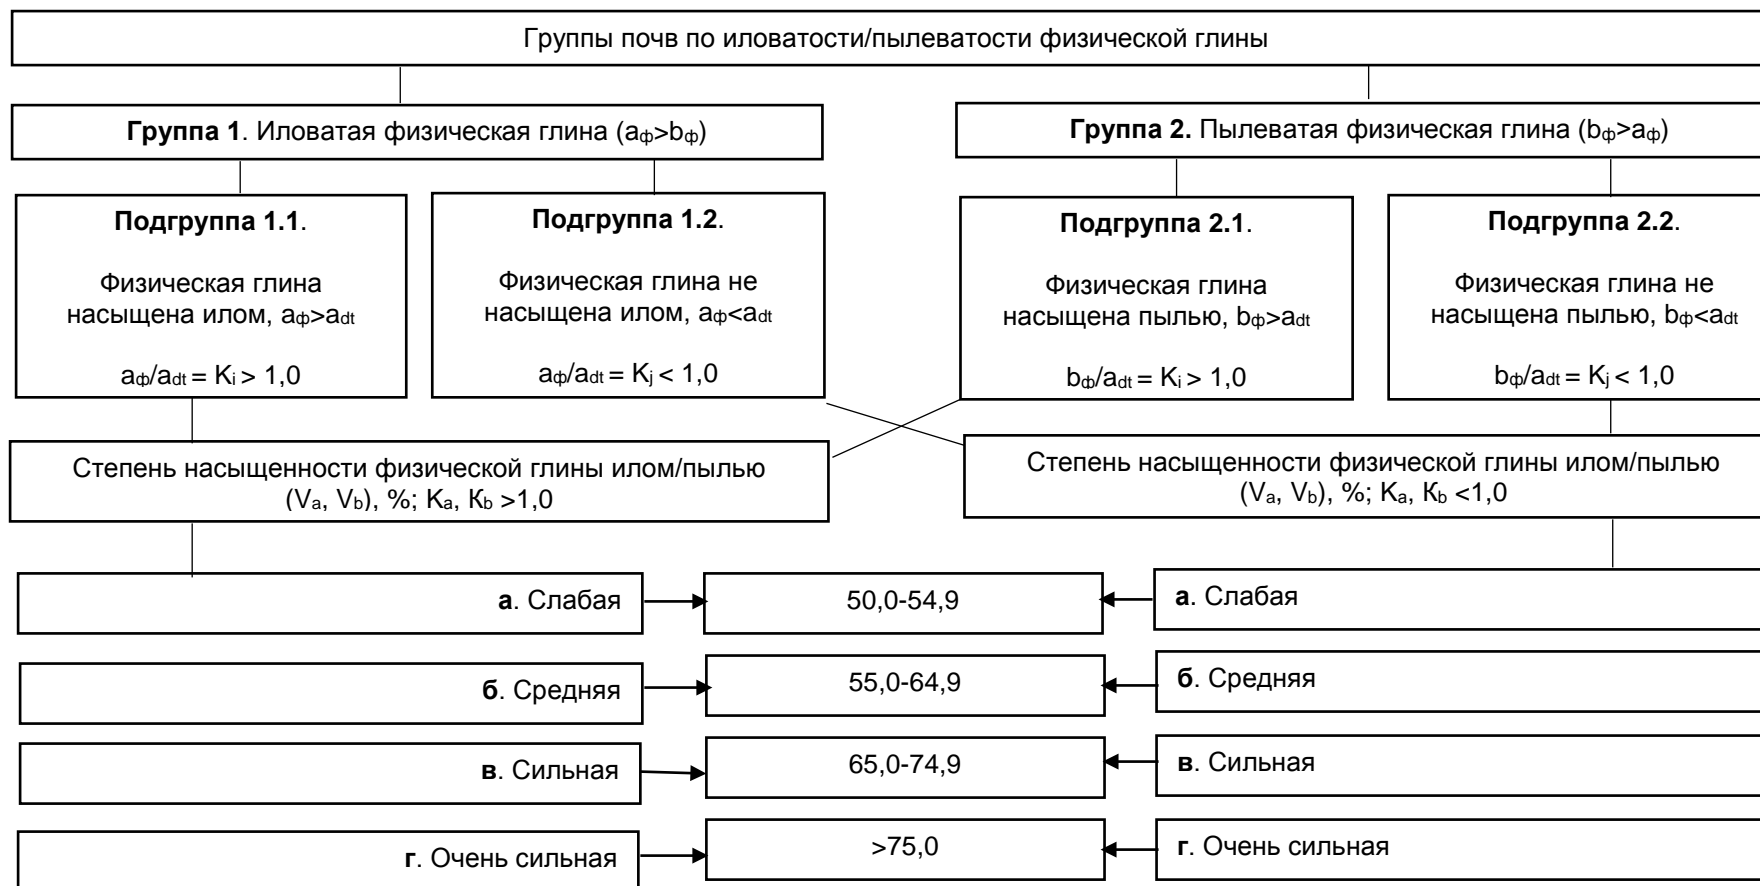 Группы почв по иловатости/пылеватости физической глины
Группа 1. Иловатая физическая глина (aф>bф)
Группа 2. Пылеватая физическая глина (bф>aф)
Подгруппа 1.1.
Физическая глина
насыщена илом, aф>adt
aф/adt = Ki > 1,0
Подгруппа 1.2.
Физическая глина не
насыщена илом, aф<adt
aф/adt = Kj < 1,0
Подгруппа 2.1.
Физическая глина
насыщена пылью, bф>adt
bф/adt = Ki > 1,0
Подгруппа 2.2.
Физическая глина не
насыщена пылью, bф<adt
bф/adt = Kj < 1,0
Степень насыщенности физической глины илом/пылью
(Va, Vb), %; Ka, Kb >1,0
Степень насыщенности физической глины илом/пылью
(Va, Vb), %; Ka, Kb <1,0
а. Слабая
50,0-54,9
а. Слабая
б. Средняя
55,0-64,9
б. Средняя
в. Сильная
65,0-74,9
в. Сильная
г. Очень сильная
>75,0
г. Очень сильная